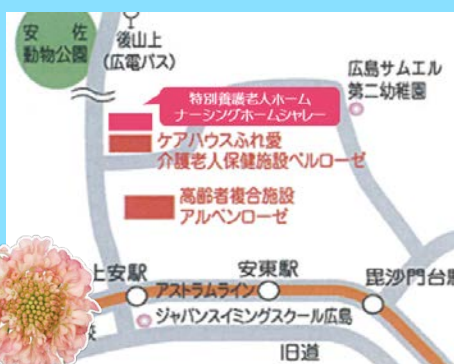 安 佐
動物公園
後山上
(広電バス)
広島サムエル
第二幼稚園
特別養護老人ホーム
ナーシングホームシャレー
ケアハウスふれ愛
介護老人保健施設ベルローゼ
高齢者複合施設
アルペンローゼ
上安駅
アストラムライン
安東駅
毘沙門台
ジャパンスイミングスクール広島
旧道